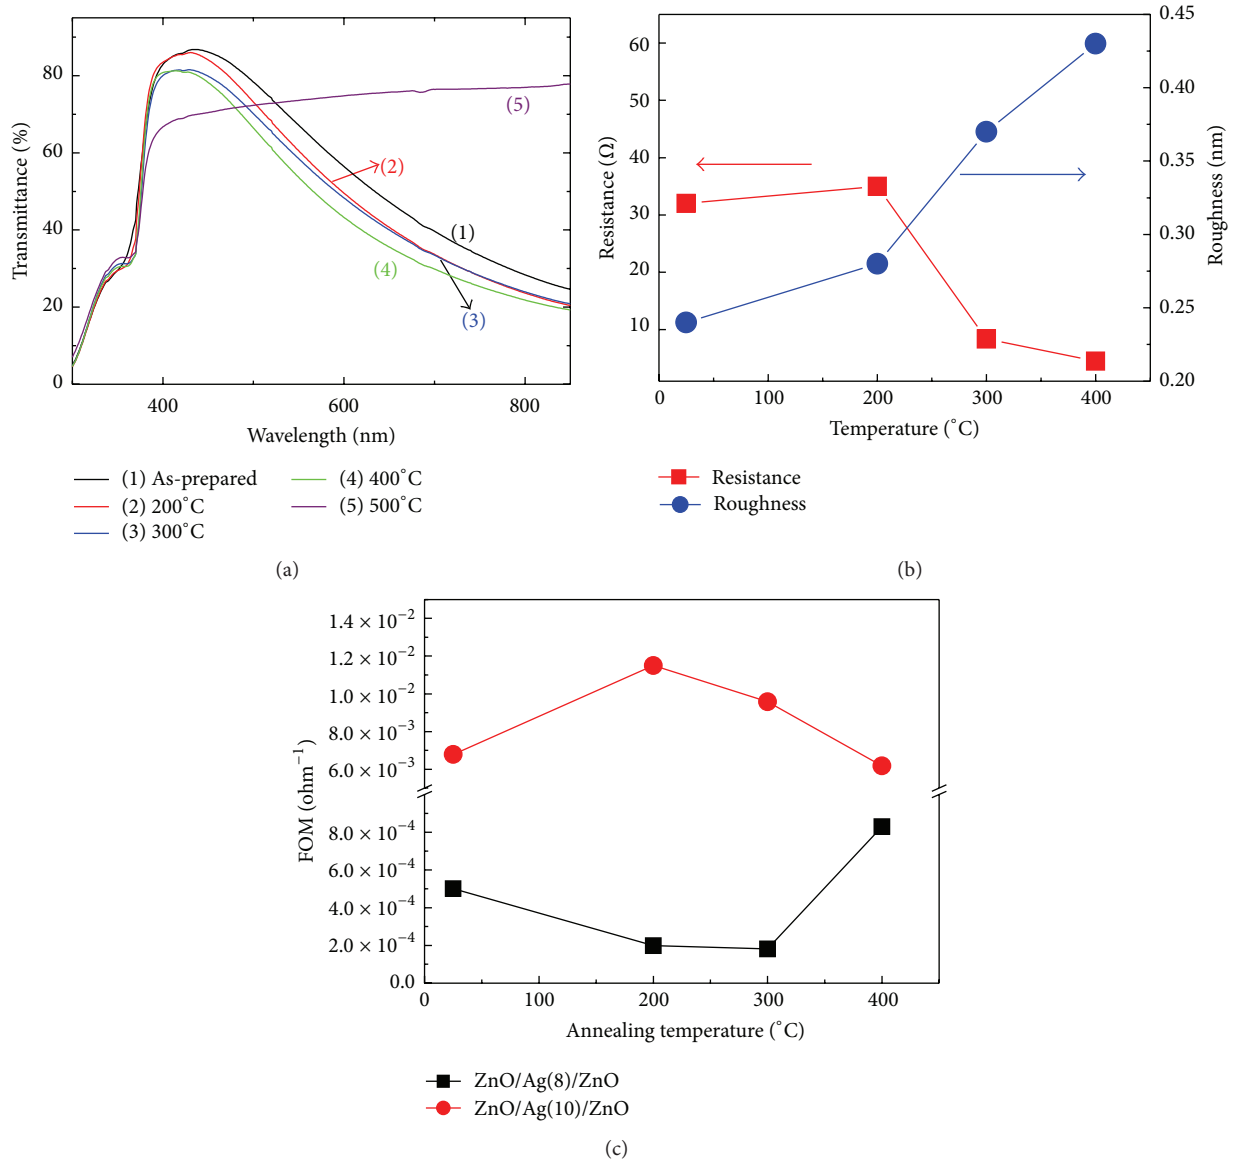 80
60
40
20
0
Transmittance (%)
(5)
(2)
(1)
(4)
(3)
400
600
800
Wavelength (nm)
(1) As-prepared
(2) 200°C
(3) 300°C
(4) 400°C
(5) 500°C
(a)
60
50
40
30
20
10
Resistance (Ω)
0.45
0.40
0.35
0.30
0.25
0.20
Roughness (nm)
0
100
200
300
400
Temperature (°C)
Resistance
Roughness
(b)
1.4 × 10⁻²
1.2 × 10⁻²
1.0 × 10⁻²
8.0 × 10⁻³
6.0 × 10⁻³
8.0 × 10⁻⁴
6.0 × 10⁻⁴
4.0 × 10⁻⁴
2.0 × 10⁻⁴
0.0
FOM (ohm⁻¹)
0
100
200
300
400
Annealing temperature (°C)
ZnO/Ag(8)/ZnO
ZnO/Ag(10)/ZnO
(c)